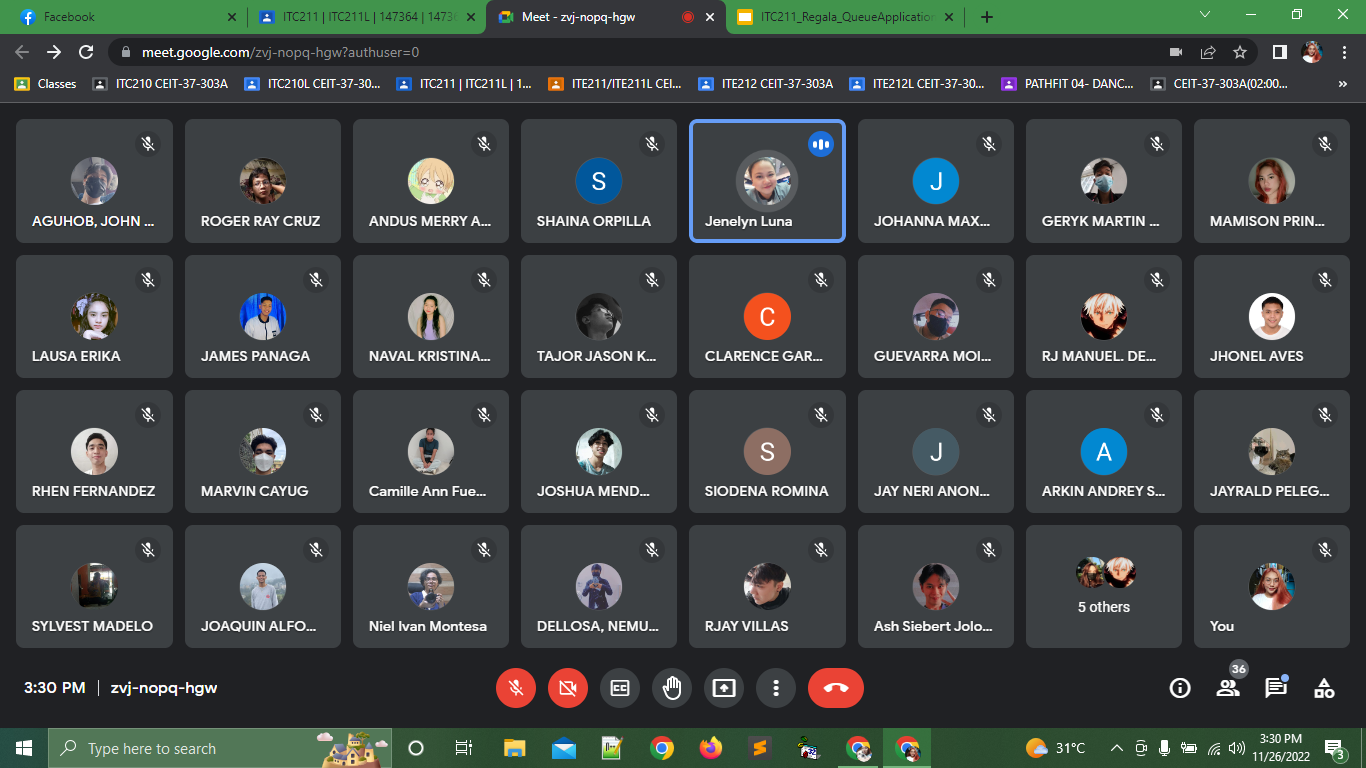 Facebook
ITC211 | ITC211L | 147364 | 1473
Meet - zvj-nopq-hgw
ITC211_Regala_QueueApplication
meet.google.com/zvj-nopq-hgw?authuser=0
Classes
ITC210 CEIT-37-303A
ITC210L CEIT-37-30...
ITC211 | ITC211L | 1...
ITE211/ITE211L CEI...
ITE212 CEIT-37-303A
ITE212L CEIT-37-30...
PATHFIT 04- DANC...
CEIT-37-303A(02:00...
»
AGUHOB, JOHN ...
ROGER RAY CRUZ
ANDUS MERRY A...
S
SHAINA ORPILLA
Jenelyn Luna
J
JOHANNA MAX...
GERYK MARTIN ...
MAMISON PRIN...
LAUSA ERIKA
JAMES PANAGA
NAVAL KRISTINA...
TAJOR JASON K...
C
CLARENCE GAR...
GUEVARRA MOI...
RJ MANUEL. DE...
JHONEL AVES
RHEN FERNANDEZ
MARVIN CAYUG
Camille Ann Fue...
JOSHUA MEND...
S
SIODENA ROMINA
J
JAY NERI ANON...
A
ARKIN ANDREY S...
JAYRALD PELEG...
SYLVEST MADELO
JOAQUIN ALFO...
Niel Ivan Montesa
DELLOSA, NEMU...
RJAY VILLAS
Ash Siebert Jolo...
5 others
You
3:30 PM | zvj-nopq-hgw
36
Type here to search
31°C
3:30 PM
11/26/2022
3